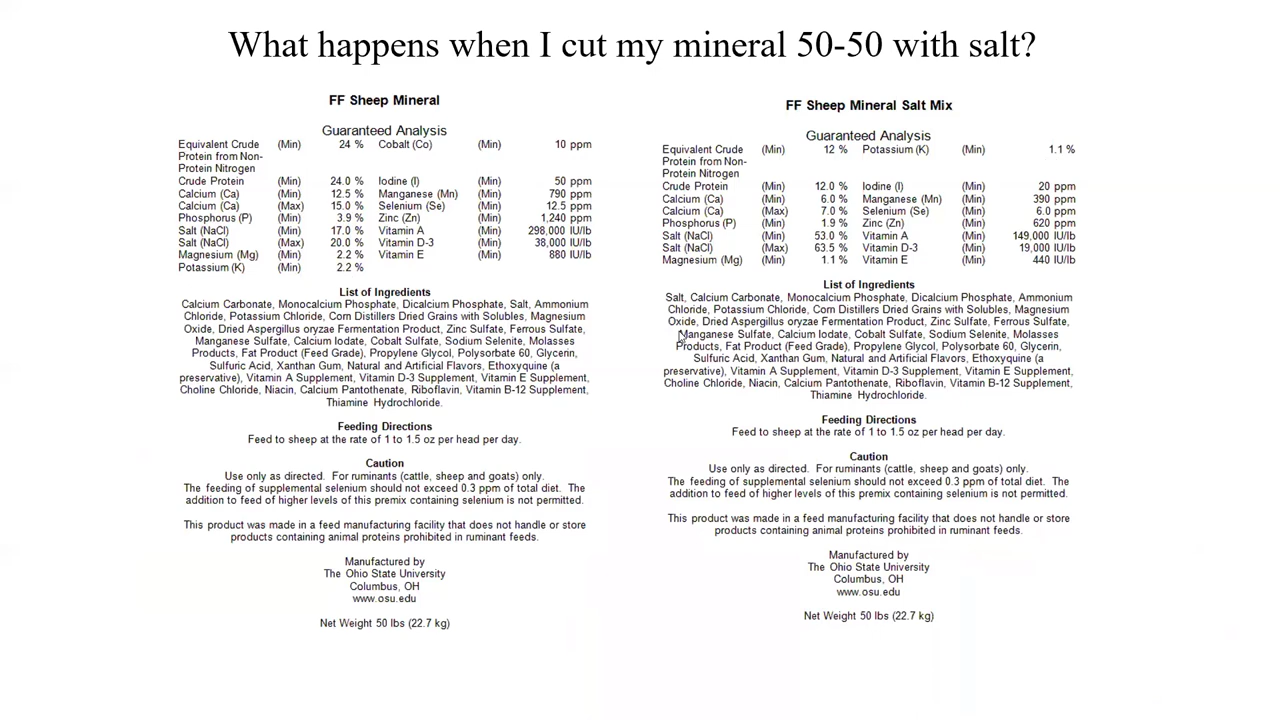 What happens when I cut my mineral 50-50 with salt?
FF Sheep Mineral
Guaranteed Analysis
Equivalent Crude (Min) 24 % Cobalt (Co) (Min) 10 ppm
Protein from Non-
Protein Nitrogen
Crude Protein (Min) 24.0 % Iodine (I) (Min) 50 ppm
Calcium (Ca) (Min) 12.5 % Manganese (Mn) (Min) 790 ppm
Calcium (Ca) (Max) 15.0 % Selenium (Se) (Min) 12.5 ppm
Phosphorus (P) (Min) 3.9 % Zinc (Zn) (Min) 1,240 ppm
Salt (NaCl) (Min) 17.0 % Vitamin A (Min) 298,000 IU/lb
Salt (NaCl) (Max) 20.0 % Vitamin D-3 (Min) 38,000 IU/lb
Magnesium (Mg) (Min) 2.2 % Vitamin E (Min) 880 IU/lb
Potassium (K) (Min) 2.2 %
List of Ingredients
Calcium Carbonate, Monocalcium Phosphate, Dicalcium Phosphate, Salt, Ammonium
Chloride, Potassium Chloride, Corn Distillers Dried Grains with Solubles, Magnesium
Oxide, Dried Aspergillus oryzae Fermentation Product, Zinc Sulfate, Ferrous Sulfate,
Manganese Sulfate, Calcium Iodate, Cobalt Sulfate, Sodium Selenite, Molasses
Products, Fat Product (Feed Grade), Propylene Glycol, Polysorbate 60, Glycerin,
Sulfuric Acid, Xanthan Gum, Natural and Artificial Flavors, Ethoxyquine (a
preservative), Vitamin A Supplement, Vitamin D-3 Supplement, Vitamin E Supplement,
Choline Chloride, Niacin, Calcium Pantothenate, Riboflavin, Vitamin B-12 Supplement,
Thiamine Hydrochloride.
Feeding Directions
Feed to sheep at the rate of 1 to 1.5 oz per head per day.
Caution
Use only as directed. For ruminants (cattle, sheep and goats) only.
The feeding of supplemental selenium should not exceed 0.3 ppm of total diet. The
addition to feed of higher levels of this premix containing selenium is not permitted.
This product was made in a feed manufacturing facility that does not handle or store
products containing animal proteins prohibited in ruminant feeds.
Manufactured by
The Ohio State University
Columbus, OH
www.osu.edu
Net Weight 50 lbs (22.7 kg)
FF Sheep Mineral Salt Mix
Guaranteed Analysis
Equivalent Crude (Min) 12 % Potassium (K) (Min) 1.1 %
Protein from Non-
Protein Nitrogen
Crude Protein (Min) 12.0 % Iodine (I) (Min) 20 ppm
Calcium (Ca) (Min) 6.0 % Manganese (Mn) (Min) 390 ppm
Calcium (Ca) (Max) 7.0 % Selenium (Se) (Min) 6.0 ppm
Phosphorus (P) (Min) 1.9 % Zinc (Zn) (Min) 620 ppm
Salt (NaCl) (Min) 53.0 % Vitamin A (Min) 149,000 IU/lb
Salt (NaCl) (Max) 63.5 % Vitamin D-3 (Min) 19,000 IU/lb
Magnesium (Mg) (Min) 1.1 % Vitamin E (Min) 440 IU/lb
List of Ingredients
Salt, Calcium Carbonate, Monocalcium Phosphate, Dicalcium Phosphate, Ammonium
Chloride, Potassium Chloride, Corn Distillers Dried Grains with Solubles, Magnesium
Oxide, Dried Aspergillus oryzae Fermentation Product, Zinc Sulfate, Ferrous Sulfate,
Manganese Sulfate, Calcium Iodate, Cobalt Sulfate, Sodium Selenite, Molasses
Products, Fat Product (Feed Grade), Propylene Glycol, Polysorbate 60, Glycerin,
Sulfuric Acid, Xanthan Gum, Natural and Artificial Flavors, Ethoxyquine (a
preservative), Vitamin A Supplement, Vitamin D-3 Supplement, Vitamin E Supplement,
Choline Chloride, Niacin, Calcium Pantothenate, Riboflavin, Vitamin B-12 Supplement,
Thiamine Hydrochloride.
Feeding Directions
Feed to sheep at the rate of 1 to 1.5 oz per head per day.
Caution
Use only as directed. For ruminants (cattle, sheep and goats) only.
The feeding of supplemental selenium should not exceed 0.3 ppm of total diet. The
addition to feed of higher levels of this premix containing selenium is not permitted.
This product was made in a feed manufacturing facility that does not handle or store
products containing animal proteins prohibited in ruminant feeds.
Manufactured by
The Ohio State University
Columbus, OH
www.osu.edu
Net Weight 50 lbs (22.7 kg)